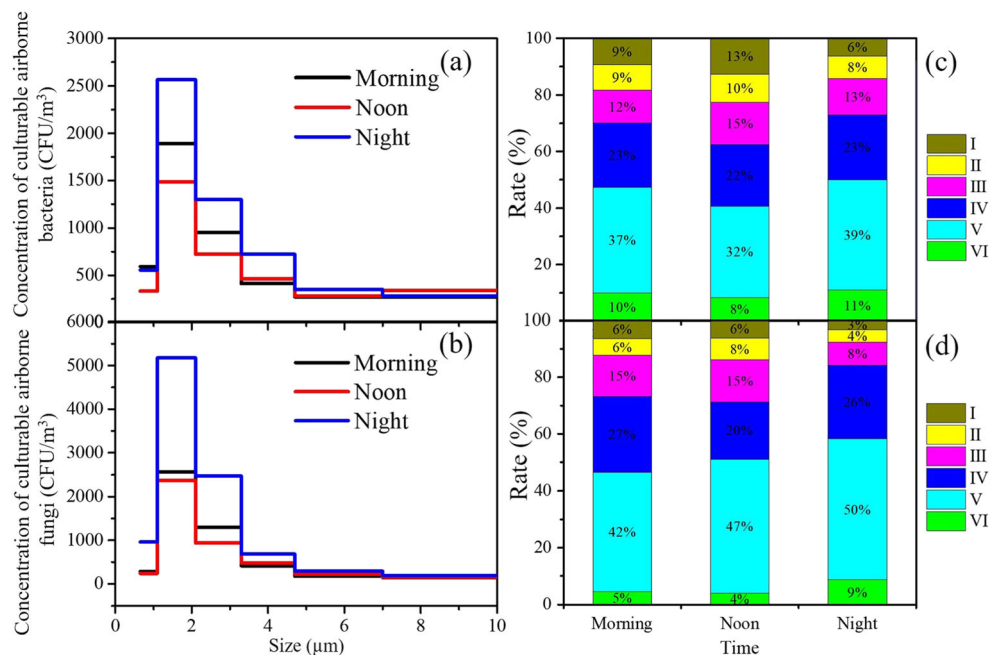 Concentration of culturable airborne
bacteria (CFU/m³)
3000
2500
2000
1500
1000
500
6000
(a)
Morning
Noon
Night
Concentration of culturable airborne
fungi (CFU/m³)
5000
4000
3000
2000
1000
0
(b)
Morning
Noon
Night
0 2 4 6 8 10
Size (µm)
Rate (%)
100
80
60
40
20
100
9% 13% 6%
9% 10% 8%
12% 15% 13%
23% 22% 23%
37% 32% 39%
10% 8% 11%
(c)
I
II
III
IV
V
VI
Rate (%)
80
60
40
20
0
6% 6% 3%
6% 8% 4%
15% 15% 8%
27% 20% 26%
42% 47% 50%
5% 4% 9%
(d)
I
II
III
IV
V
VI
Morning Noon Night
Time